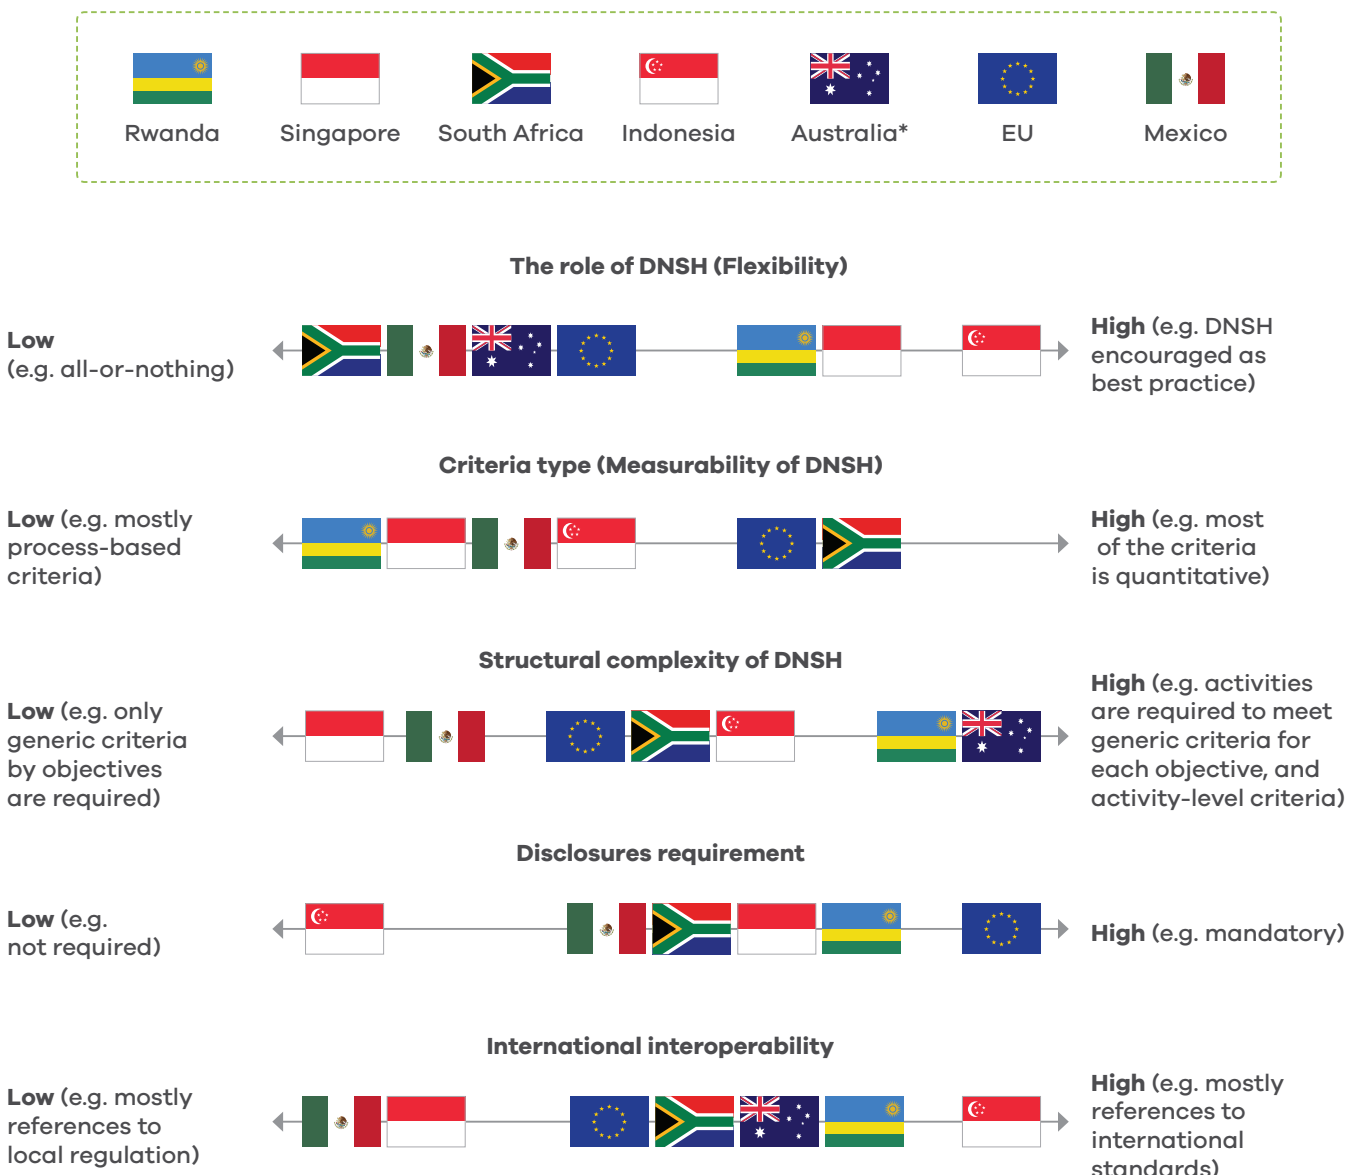 Rwanda
Singapore
South Africa
Indonesia
Australia*
EU
Mexico
The role of DNSH (Flexibility)
Low
(e.g. all-or-nothing)
High (e.g. DNSH
encouraged as
best practice)
Criteria type (Measurability of DNSH)
Low (e.g. mostly
process-based
criteria)
High (e.g. most
of the criteria
is quantitative)
Structural complexity of DNSH
Low (e.g. only
generic criteria
by objectives
are required)
High (e.g. activities
are required to meet
generic criteria for
each objective, and
activity-level criteria)
Disclosures requirement
Low (e.g.
not required)
High (e.g. mandatory)
International interoperability
Low (e.g. mostly
references to
local regulation)
High (e.g. mostly
references to
international
standards)